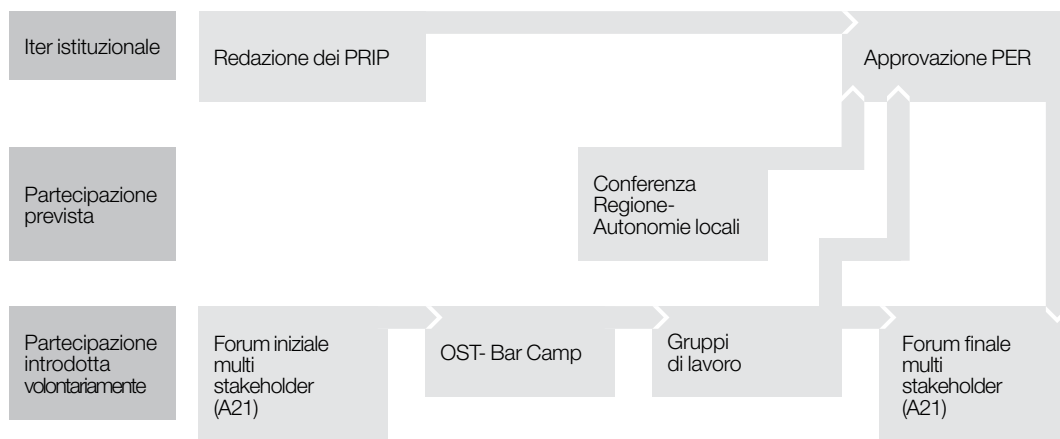 Iter istituzionale
Redazione dei PRIP
Approvazione PER
Partecipazione
prevista
Conferenza
Regione-
Autonomie locali
Partecipazione
introdotta
volontariamente
Forum iniziale
multi
stakeholder
(A21)
OST- Bar Camp
Gruppi
di lavoro
Forum finale
multi
stakeholder
(A21)